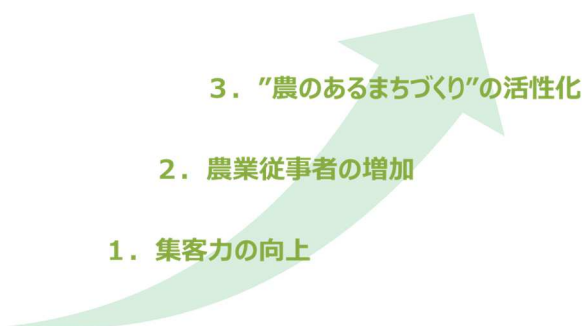 3．”農のあるまちづくり”の活性化
2．農業従事者の増加
1．集客力の向上